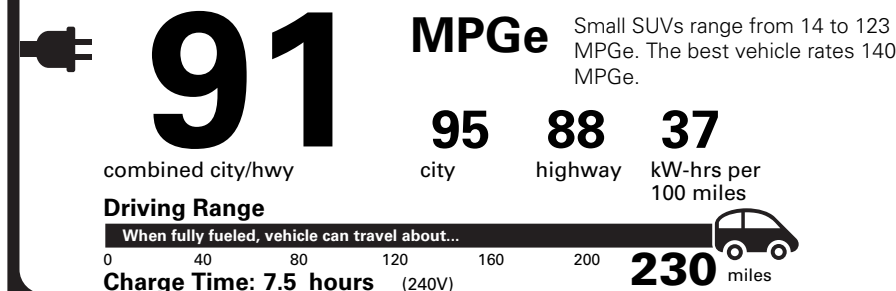 91 MPGe
Small SUVs range from 14 to 123
MPGe. The best vehicle rates 140
MPGe.
95 88 37
combined city/hwy city highway kW-hrs per
100 miles
Driving Range
When fully fueled, vehicle can travel about...
0 40 80 120 160 200 230 miles
Charge Time: 7.5 hours (240V)